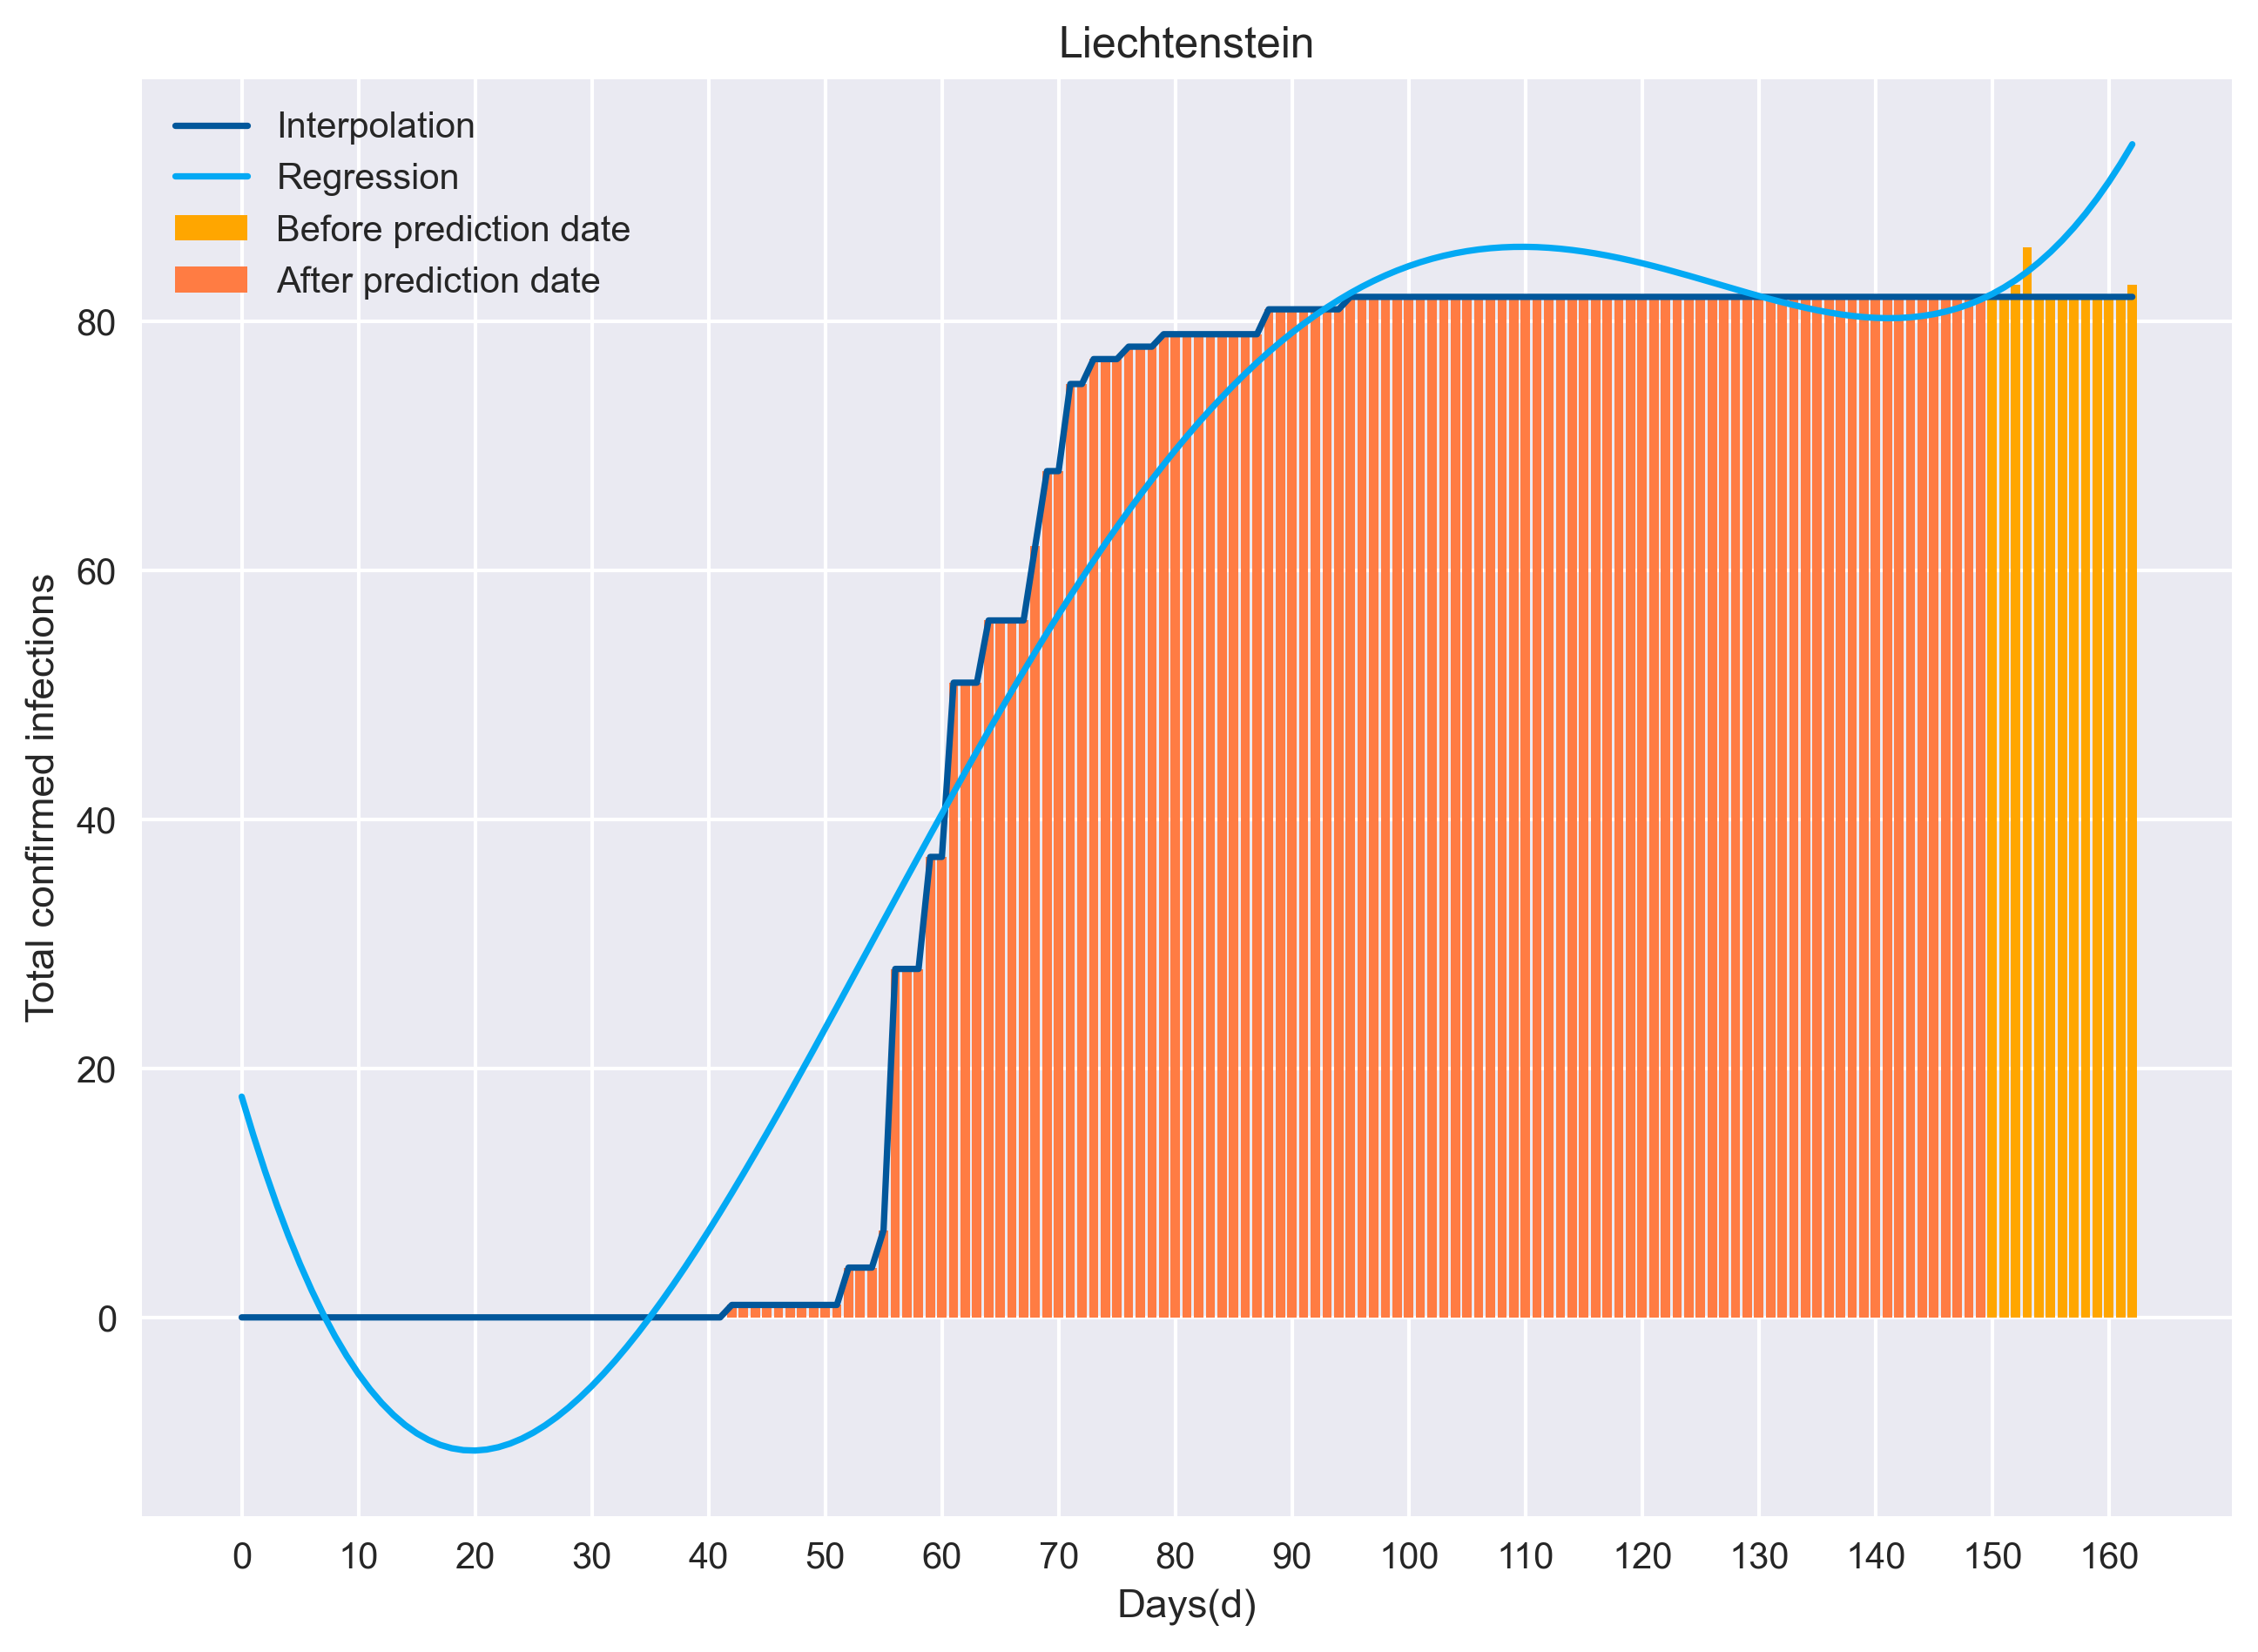 Liechtenstein
Interpolation
Regression
Before prediction date
After prediction date
Total confirmed infections
80
60
40
20
0
0 10 20 30 40 50 60 70 80 90 100 110 120 130 140 150 160
Days(d)